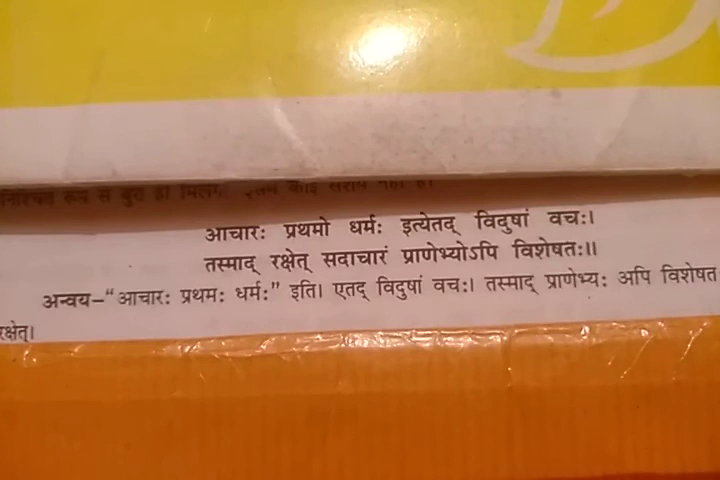 आचारः प्रथमो धर्मः इत्येतद् विदुषां वचः।
तस्माद् रक्षेत् सदाचारं प्राणेभ्योऽपि विशेषतः॥
अन्वय–“आचारः प्रथमः धर्मः” इति। एतद् विदुषां वचः। तस्माद् प्राणेभ्यः अपि विशेषत
रक्षेत्।